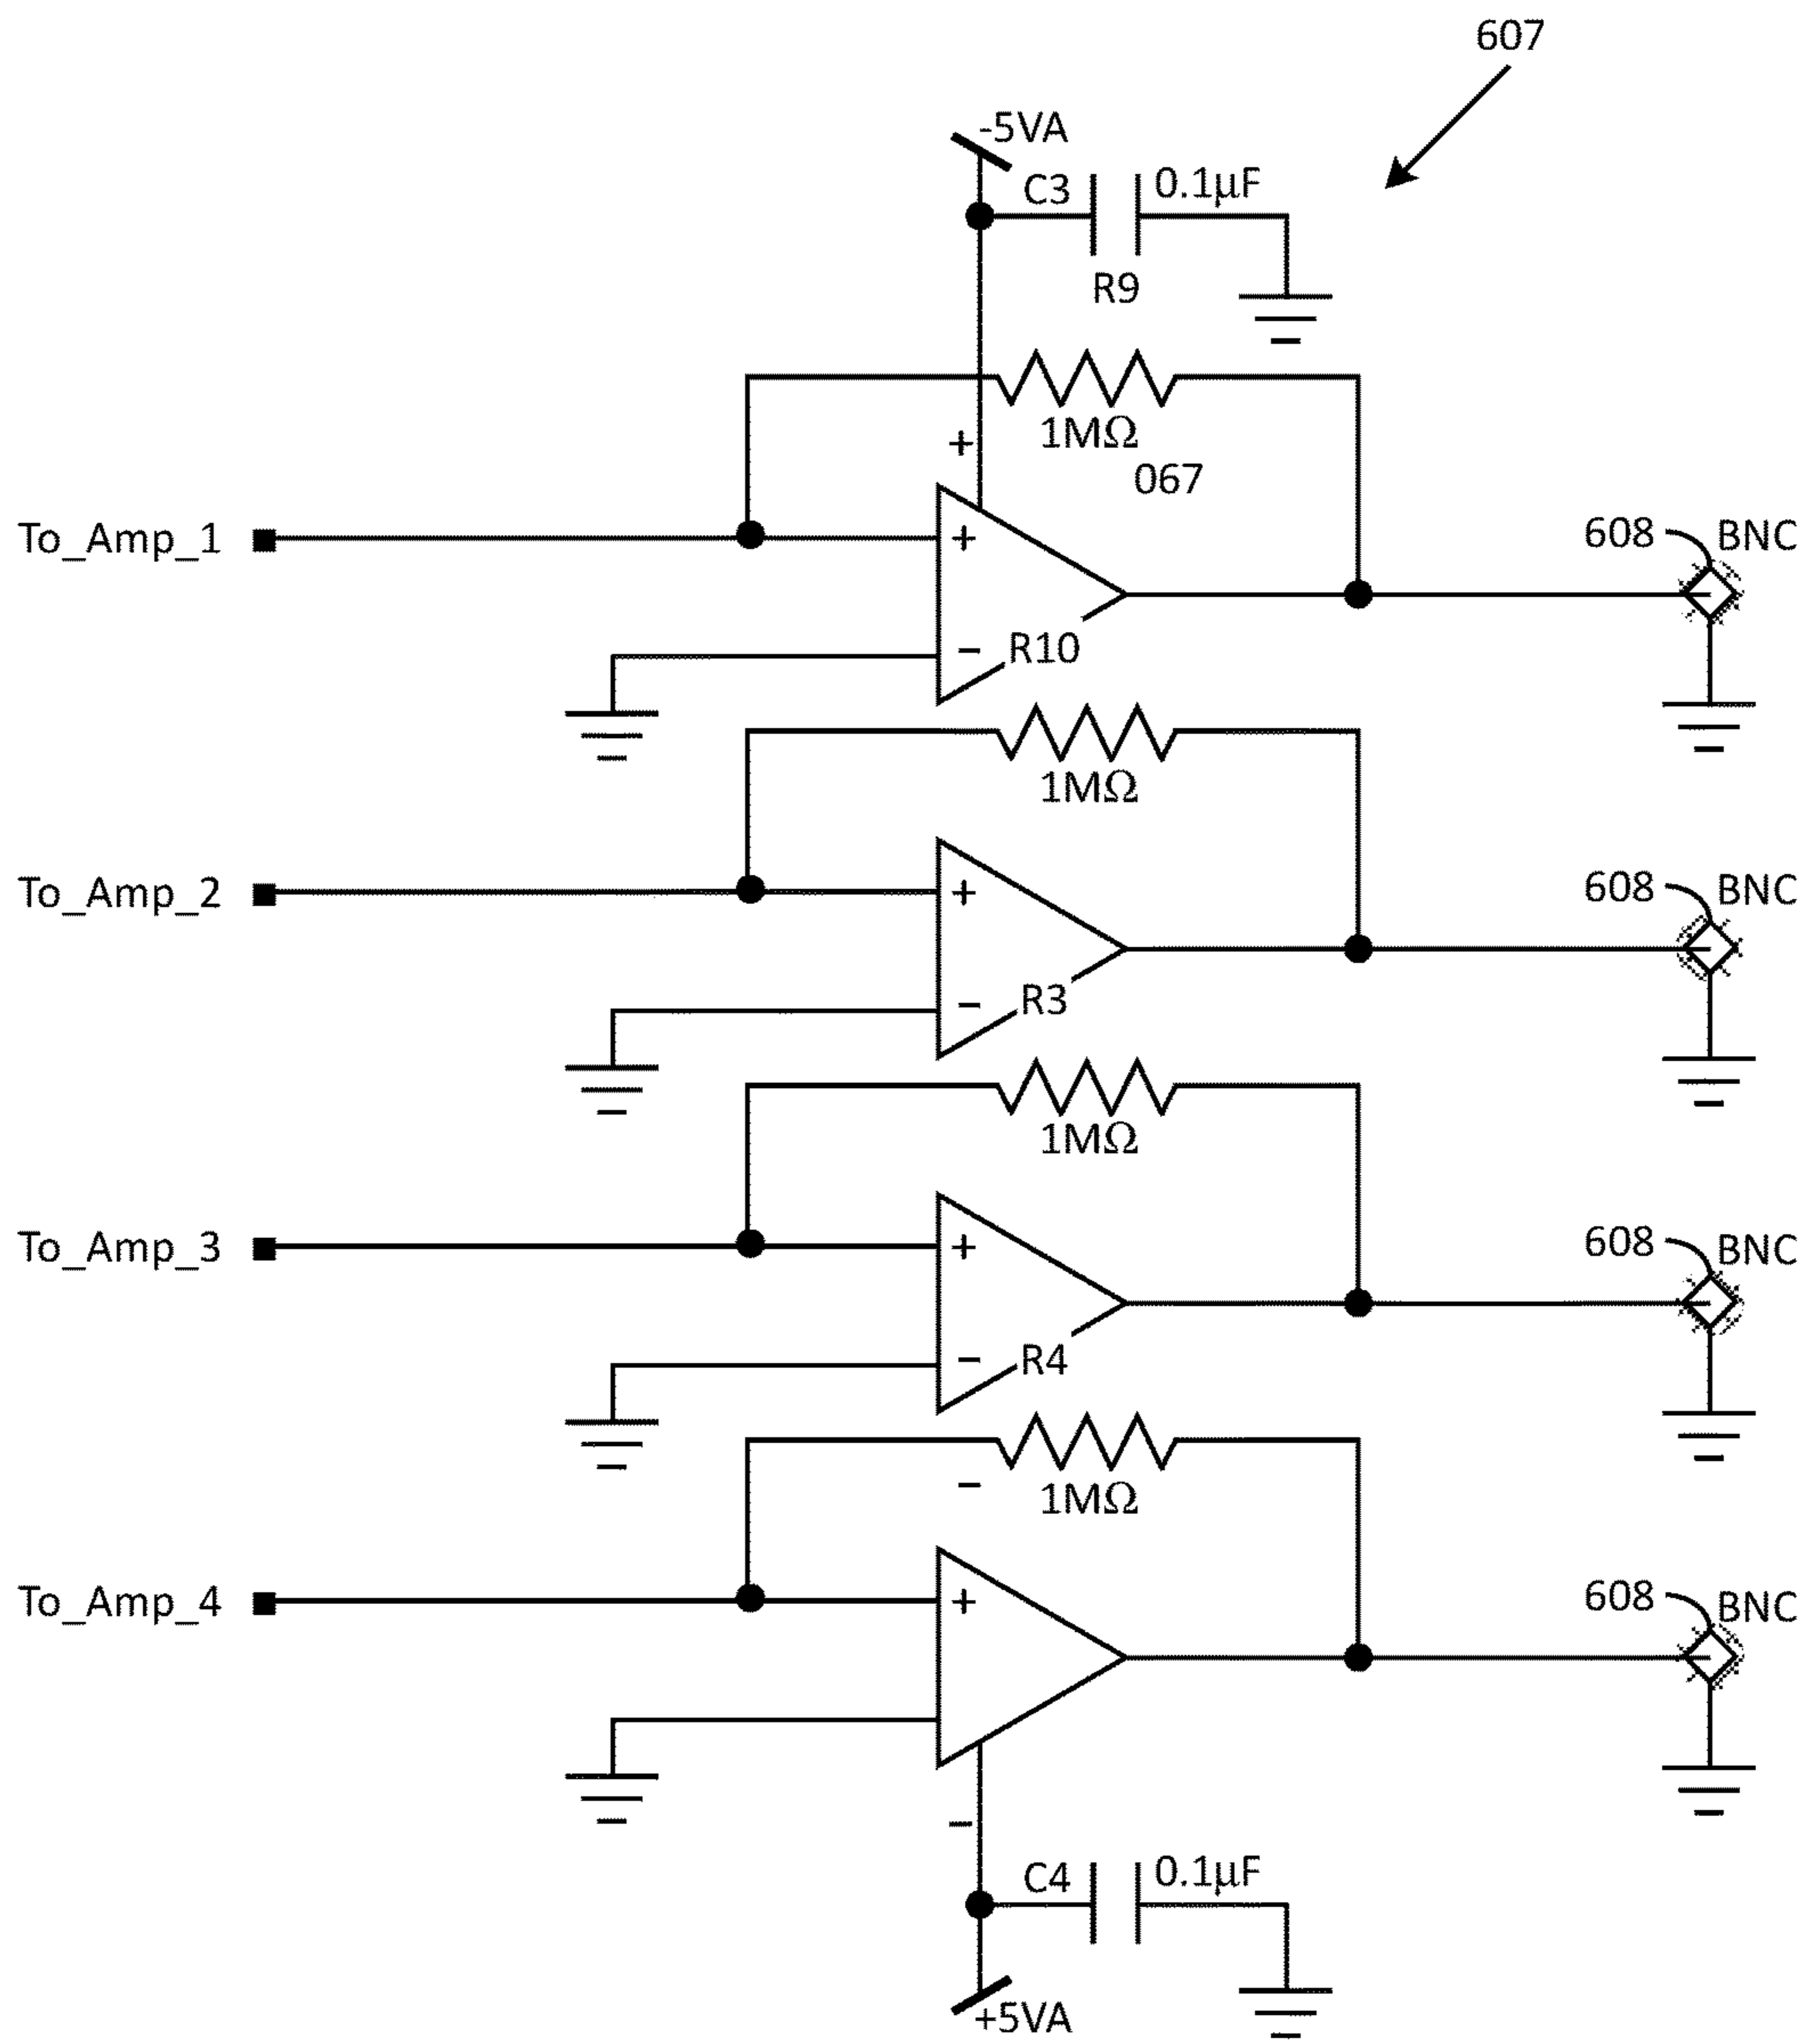 607
-5VA
C3 0.1µF
R9
1MΩ
+
067
To_Amp_1 + 608 BNC
− R10
1MΩ
To_Amp_2 + 608 BNC
− R3
1MΩ
To_Amp_3 + 608 BNC
− R4
− 1MΩ
To_Amp_4 + 608 BNC
−
C4 0.1µF
+5VA